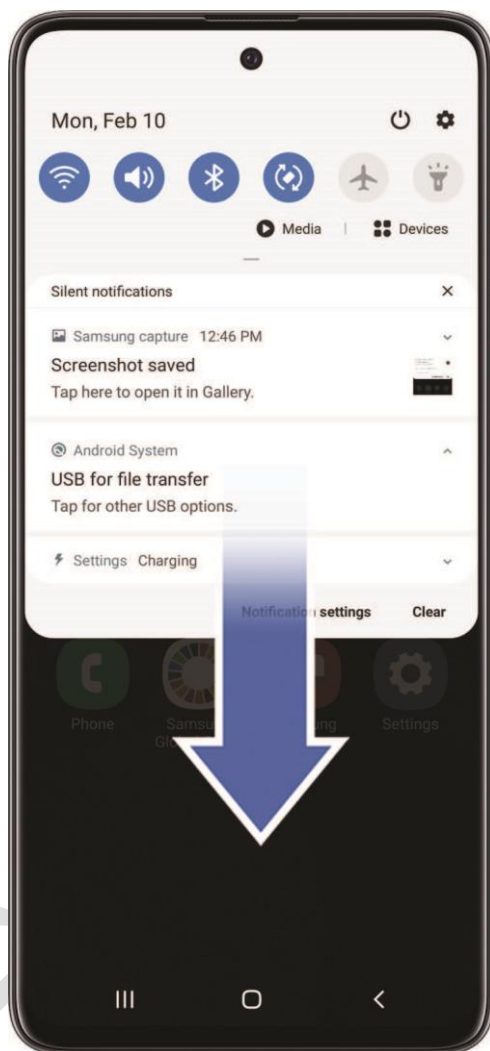 Mon, Feb 10
Media | Devices
Silent notifications
Samsung capture 12:46 PM
Screenshot saved
Tap here to open it in Gallery.
Android System
USB for file transfer
Tap for other USB options.
Settings Charging
Notification settings Clear
Phone
Settings